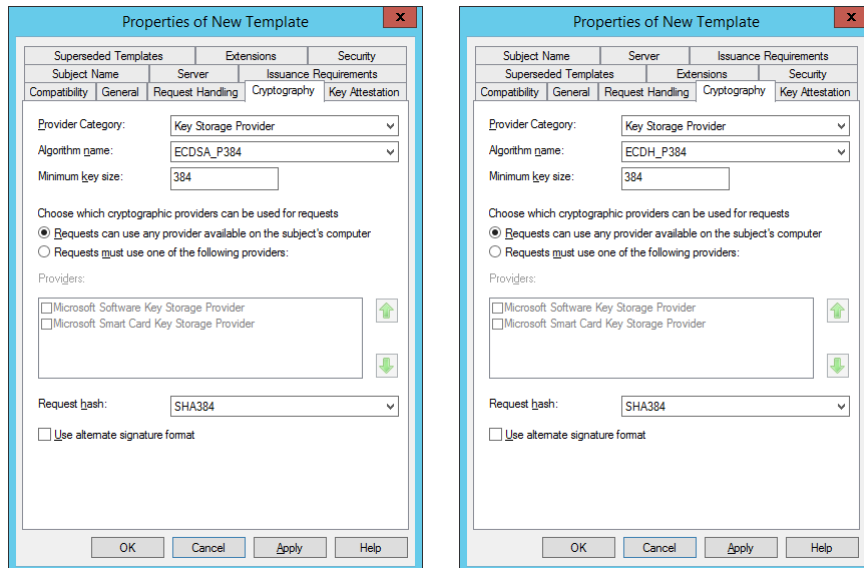 Properties of New Template
x
Superseded Templates Extensions Security
Subject Name Server Issuance Requirements
Compatibility General Request Handling Cryptography Key Attestation
Provider Category: Key Storage Provider
Algorithm name: ECDSA_P384
Minimum key size: 384
Choose which cryptographic providers can be used for requests
Requests can use any provider available on the subject's computer
Requests must use one of the following providers:
Providers:
Microsoft Software Key Storage Provider
Microsoft Smart Card Key Storage Provider
Request hash: SHA384
Use alternate signature format
OK Cancel Apply Help
Properties of New Template
x
Subject Name Server Issuance Requirements
Superseded Templates Extensions Security
Compatibility General Request Handling Cryptography Key Attestation
Provider Category: Key Storage Provider
Algorithm name: ECDH_P384
Minimum key size: 384
Choose which cryptographic providers can be used for requests
Requests can use any provider available on the subject's computer
Requests must use one of the following providers:
Providers:
Microsoft Software Key Storage Provider
Microsoft Smart Card Key Storage Provider
Request hash: SHA384
Use alternate signature format
OK Cancel Apply Help